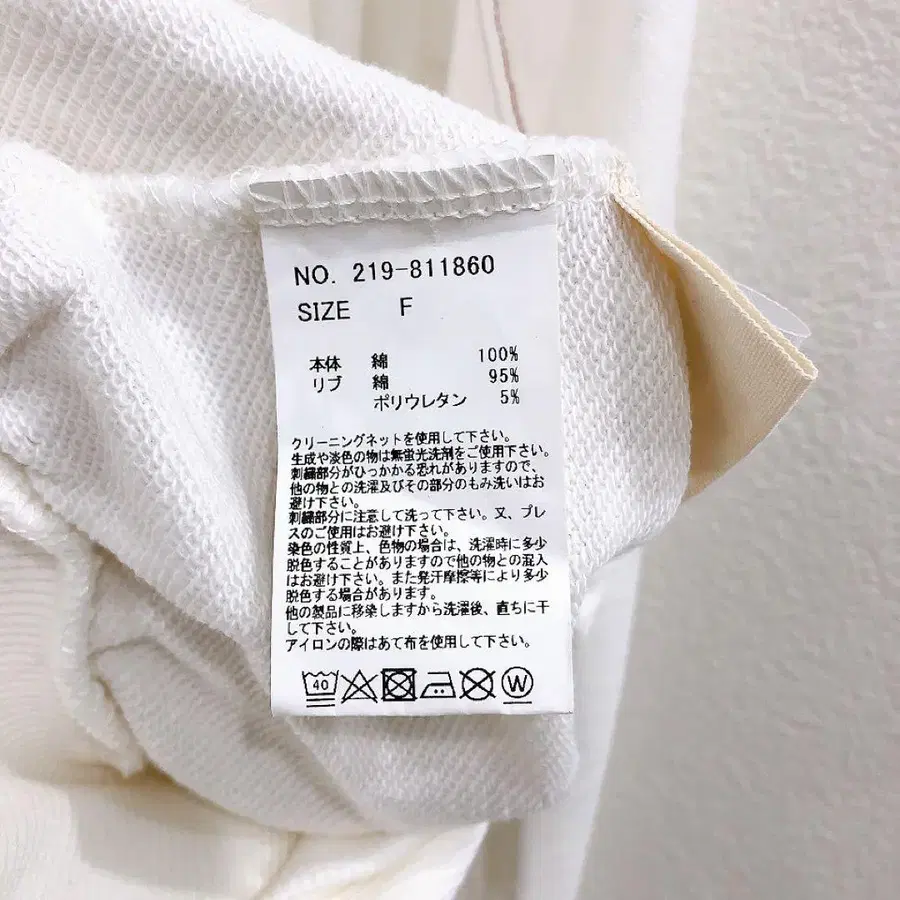 NO. 219-811860
SIZE F
本体 綿 100%
リブ 綿 95%
ポリウレタン 5%
クリーニングネットを使用して下さい。
生成や淡色の物は無蛍光洗剤をご使用下さい。
刺繍部分がひっかかる恐れがありますので、
他の物との洗濯及びその部分のもみ洗いはお
避け下さい。
刺繍部分に注意して洗って下さい。又、プレ
スのご使用はお避け下さい。
染色の性質上、色物の場合は、洗濯時に多少
脱色することがありますので他の物との混入
はお避け下さい。また発汗摩擦等により多少
脱色する場合があります。
他の製品に移染しますから洗濯後、直ちに干
して下さい。
アイロンの際はあて布を使用して下さい。
40 W